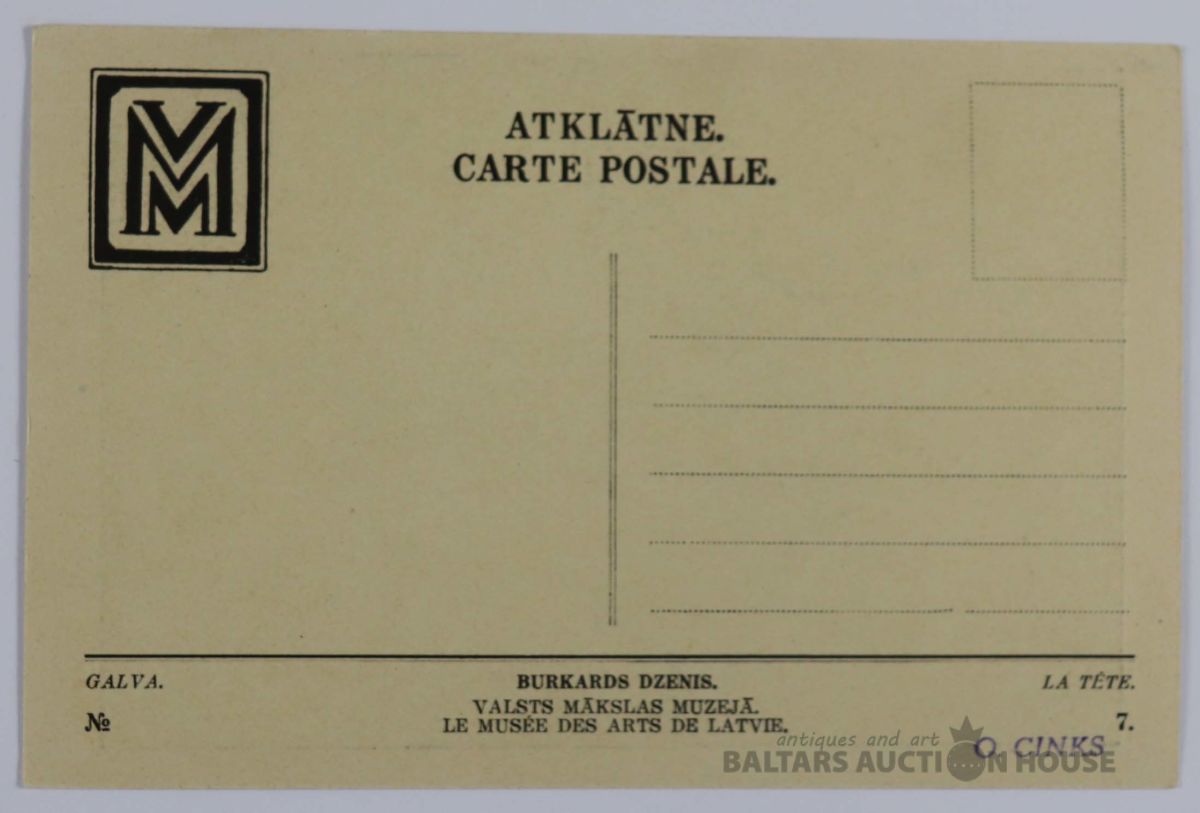 VMM
ATKLĀTNE.
CARTE POSTALE.
GALVA.
BURKARDS DZENIS.
LA TÊTE.
VALSTS MĀKSLAS MUZEJĀ.
№
LE MUSÉE DES ARTS DE LATVIE.
7.
antiques and art
O. CINKS
BALTARS AUCTION HOUSE